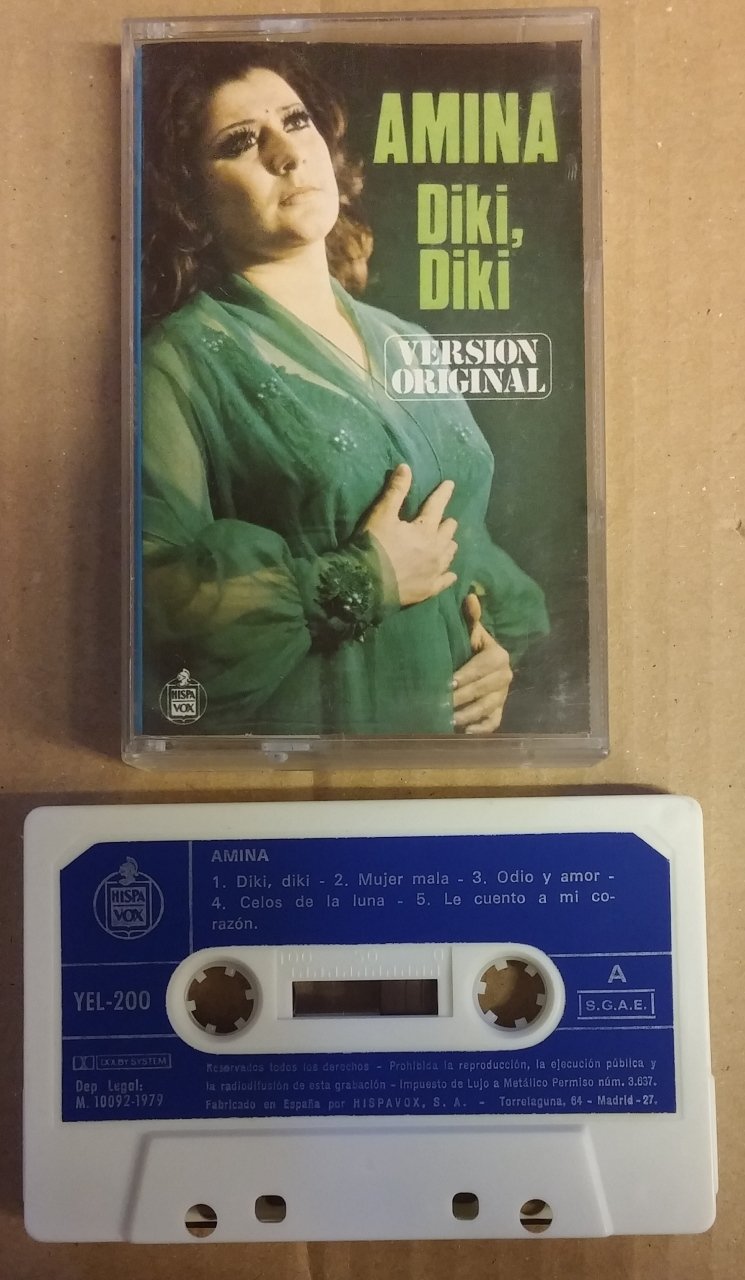 AMINA
Diki,
Diki
VERSION
ORIGINAL
HISPA
VOX
HISPA
VOX
AMINA
1. Diki, diki - 2. Mujer mala - 3. Odio y amor -
4. Celos de la luna - 5. Le cuento a mi co-
razón.
100 50 0
YEL-200
A
S.G.A.E.
DOLBY SYSTEM
Dep Legal:
M. 10092-1979
Reservados todos los derechos - Prohibida la reproducción, la ejecución pública y
la radiodifusión de esta grabación - Impuesto de Lujo a Metálico Permiso núm. 3.637.
Fabricado en España por HISPAVOX, S. A. - Torrelaguna, 64 - Madrid-27.